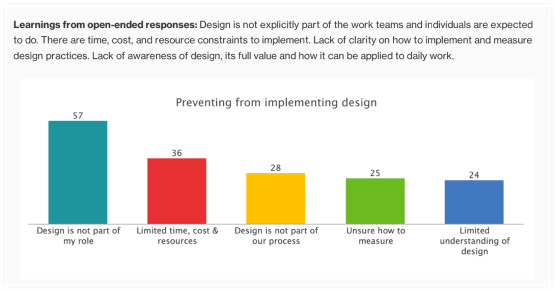 Learnings from open-ended responses: Design is not explicitly part of the work teams and individuals are expected
to do. There are time, cost, and resource constraints to implement. Lack of clarity on how to implement and measure
design practices. Lack of awareness of design, its full value and how it can be applied to daily work.
Preventing from implementing design
57
36
28
25
24
Design is not part of
my role
Limited time, cost &
resources
Design is not part of
our process
Unsure how to
measure
Limited
understanding of
design